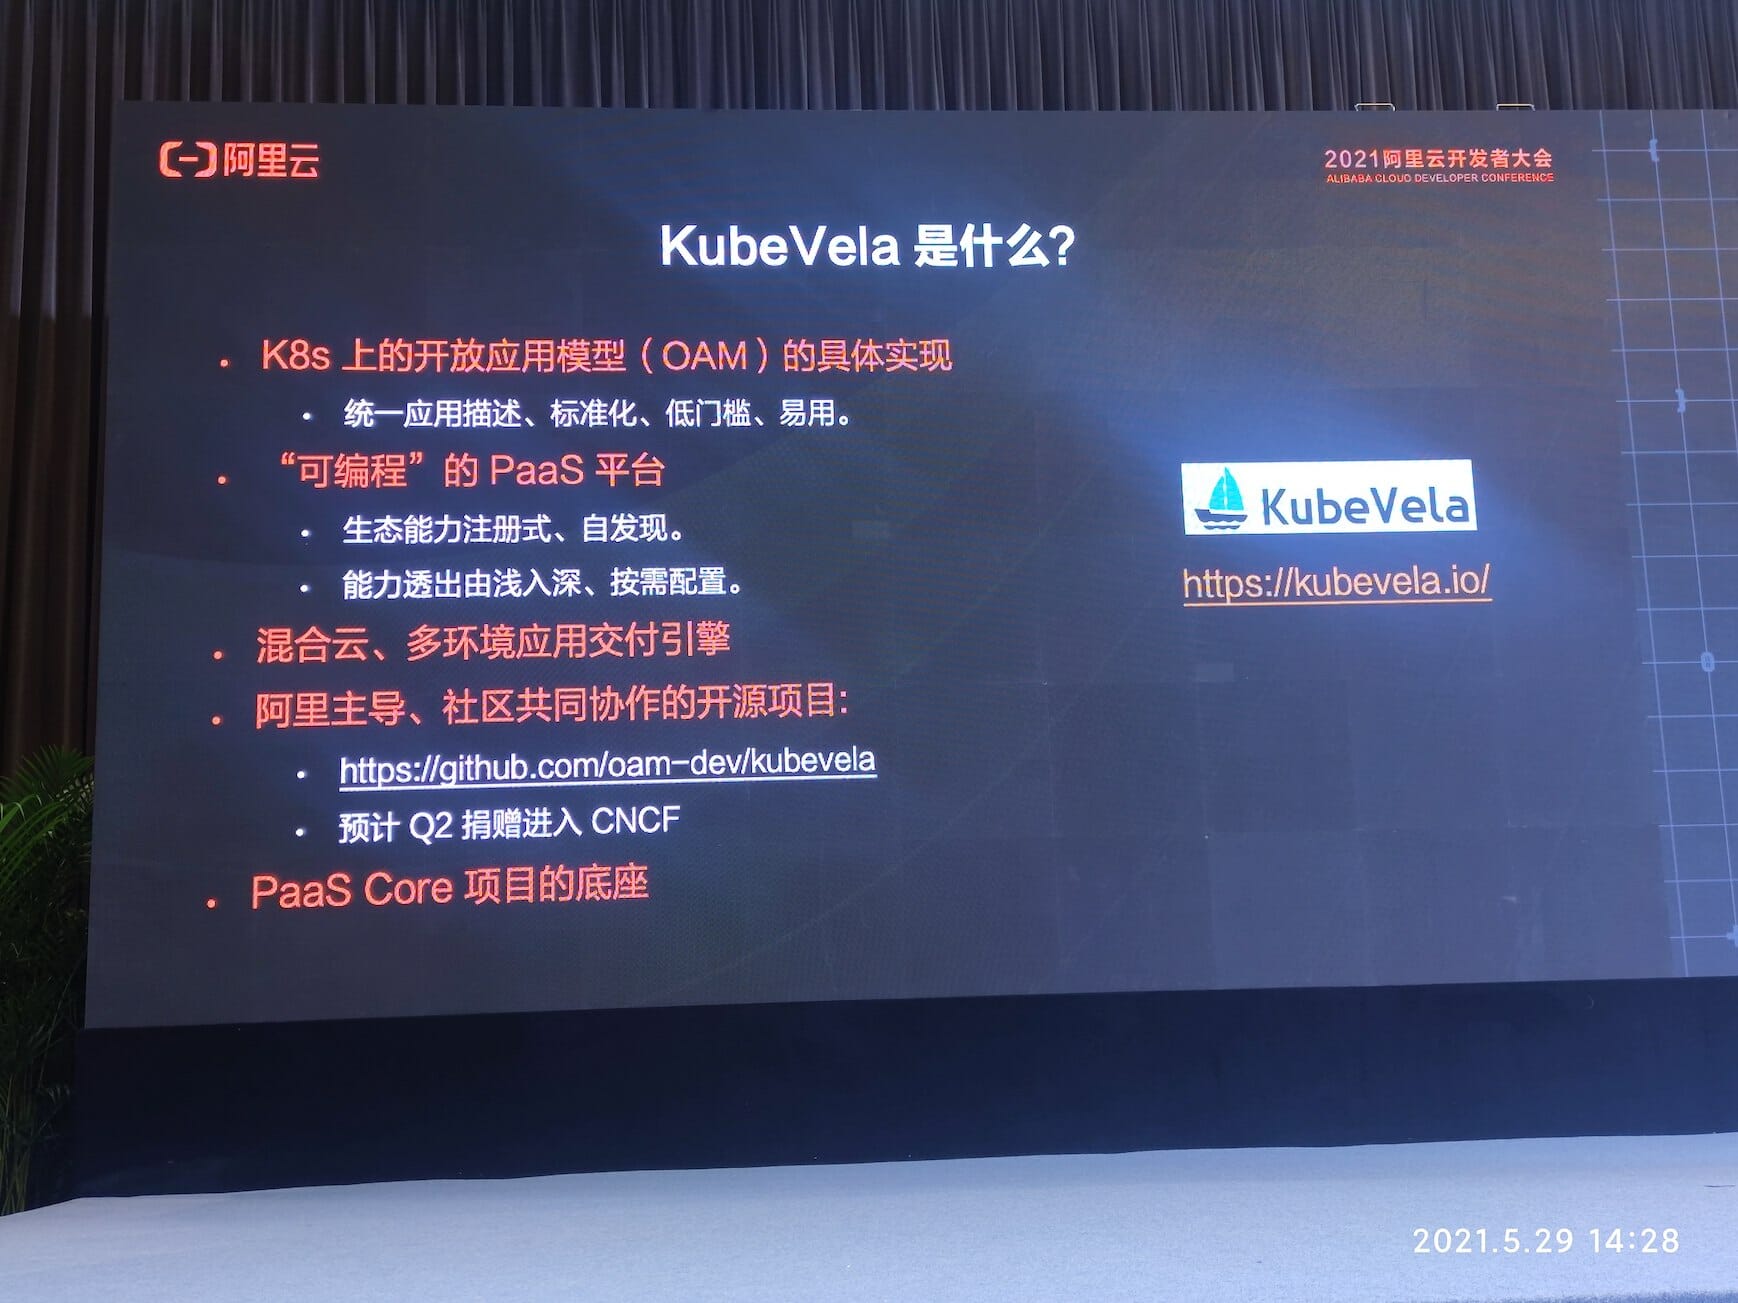 阿里云
2021阿里云开发者大会
ALIBABA CLOUD DEVELOPER CONFERENCE
KubeVela 是什么?
• K8s 上的开放应用模型（OAM）的具体实现
• 统一应用描述、标准化、低门槛、易用。
• “可编程”的 PaaS 平台
• 生态能力注册式、自发现。
• 能力透出由浅入深、按需配置。
• 混合云、多环境应用交付引擎
• 阿里主导、社区共同协作的开源项目:
• https://github.com/oam-dev/kubevela
• 预计 Q2 捐赠进入 CNCF
• PaaS Core 项目的底座
KubeVela
https://kubevela.io/
2021.5.29 14:28